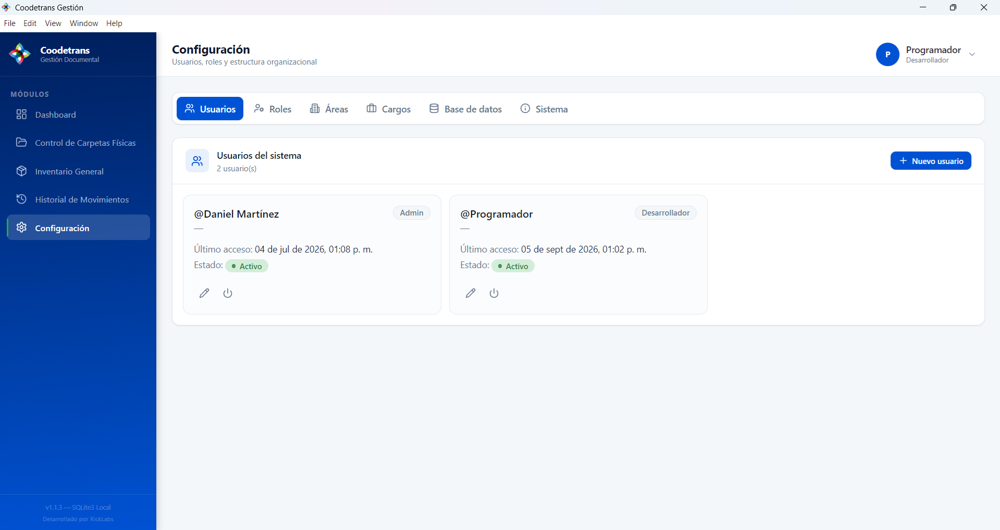 Coodetrans Gestión
File Edit View Window Help
Coodetrans
Gestión Documental
MÓDULOS
Dashboard
Control de Carpetas Físicas
Inventario General
Historial de Movimientos
Configuración
v1.1.3 — SQLite3 Local
Desarrollado por RickLabs
Configuración
Usuarios, roles y estructura organizacional
P
Programador
Desarrollador
Usuarios Roles Áreas Cargos Base de datos Sistema
Usuarios del sistema
2 usuario(s)
+ Nuevo usuario
@Daniel Martínez Admin
—
Último acceso: 04 de jul de 2026, 01:08 p. m.
Estado: Activo
@Programador Desarrollador
—
Último acceso: 05 de sept de 2026, 01:02 p. m.
Estado: Activo